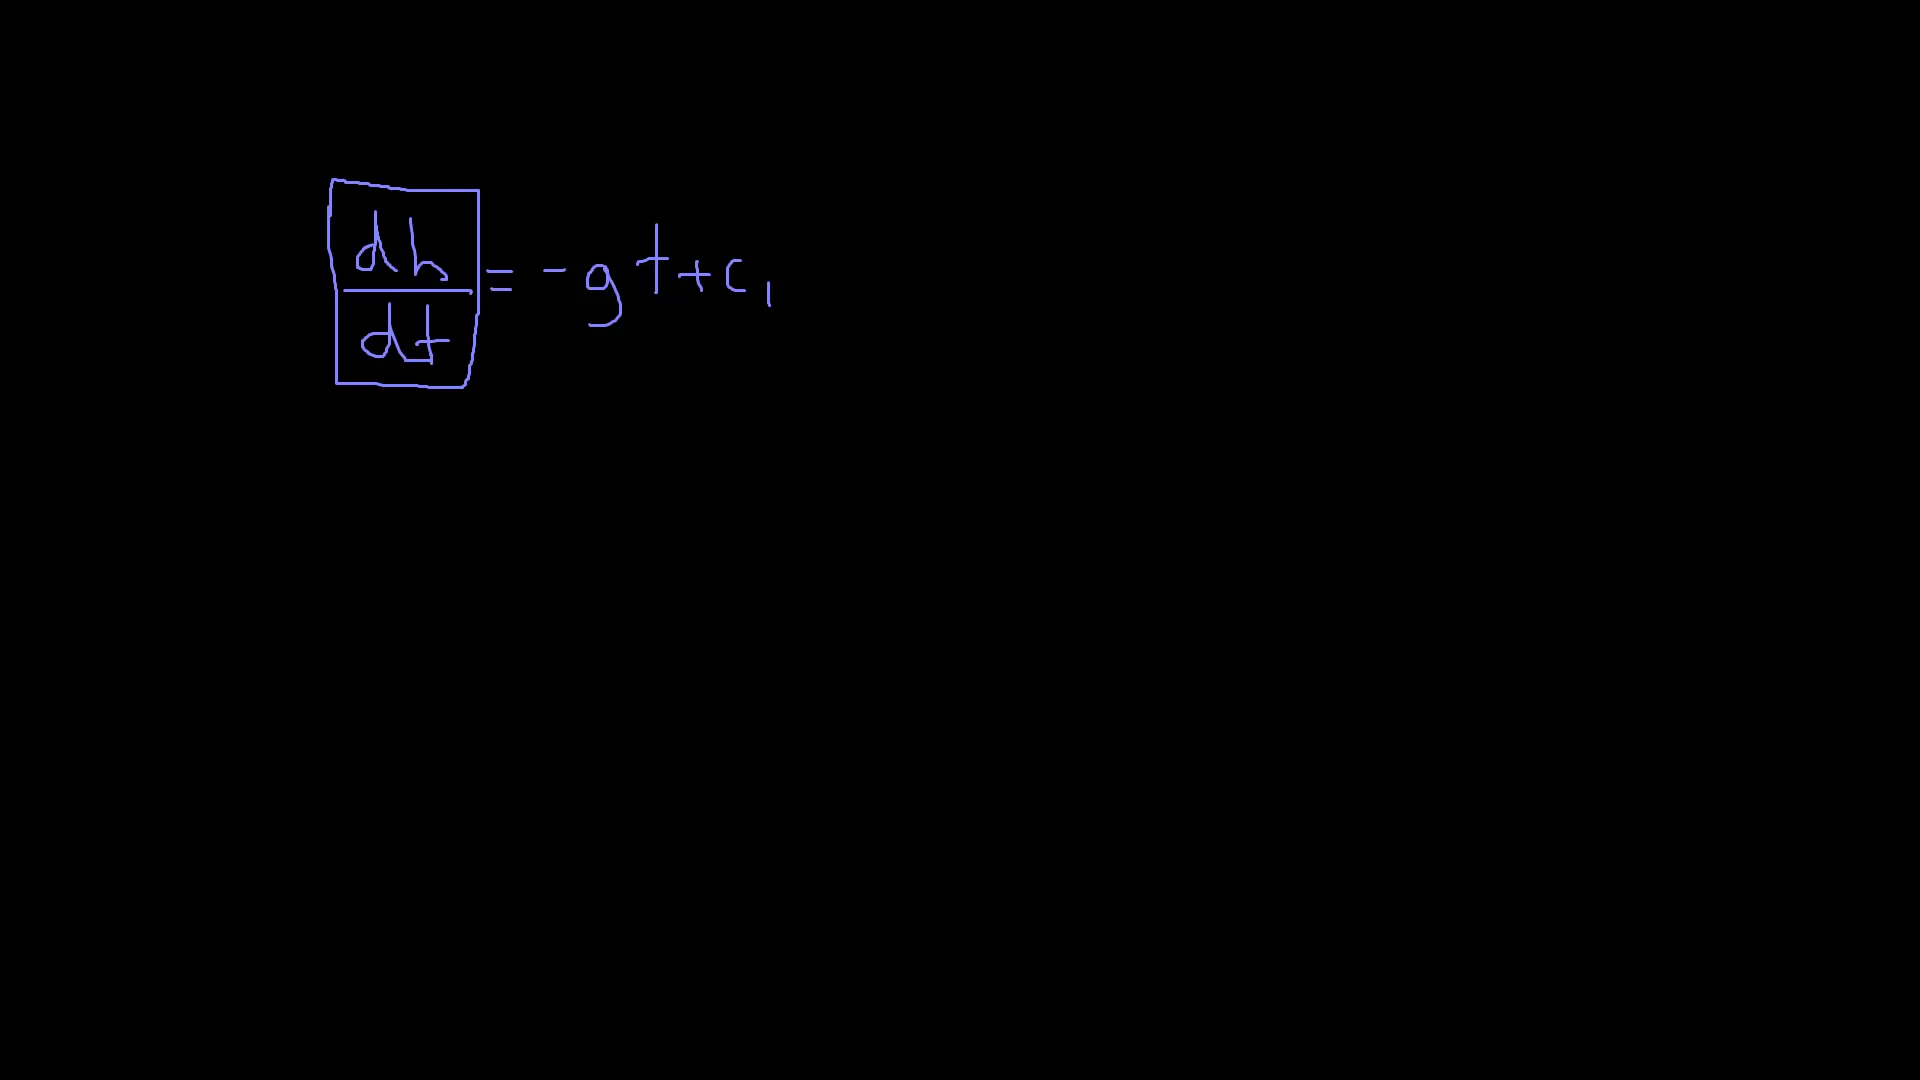 dh/dt = -gt + c₁